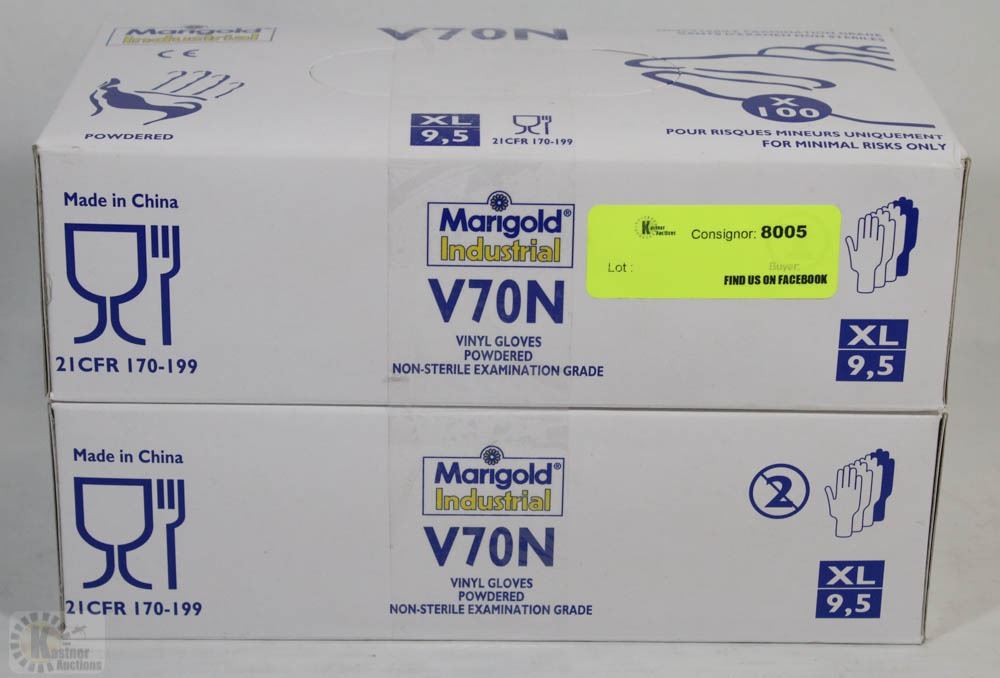 Marigold
Industrial
V70N
CE
POWDERED
XL
9,5
21CFR 170-199
X
100
POUR RISQUES MINEURS UNIQUEMENT
FOR MINIMAL RISKS ONLY
Made in China
21CFR 170-199
Marigold®
Industrial
V70N
VINYL GLOVES
POWDERED
NON-STERILE EXAMINATION GRADE
Kastner
Auctions
Consignor: 8005
Lot :
Buyer:
FIND US ON FACEBOOK
XL
9,5
Made in China
21CFR 170-199
Marigold®
Industrial
V70N
VINYL GLOVES
POWDERED
NON-STERILE EXAMINATION GRADE
2
XL
9,5
Kastner
Auctions